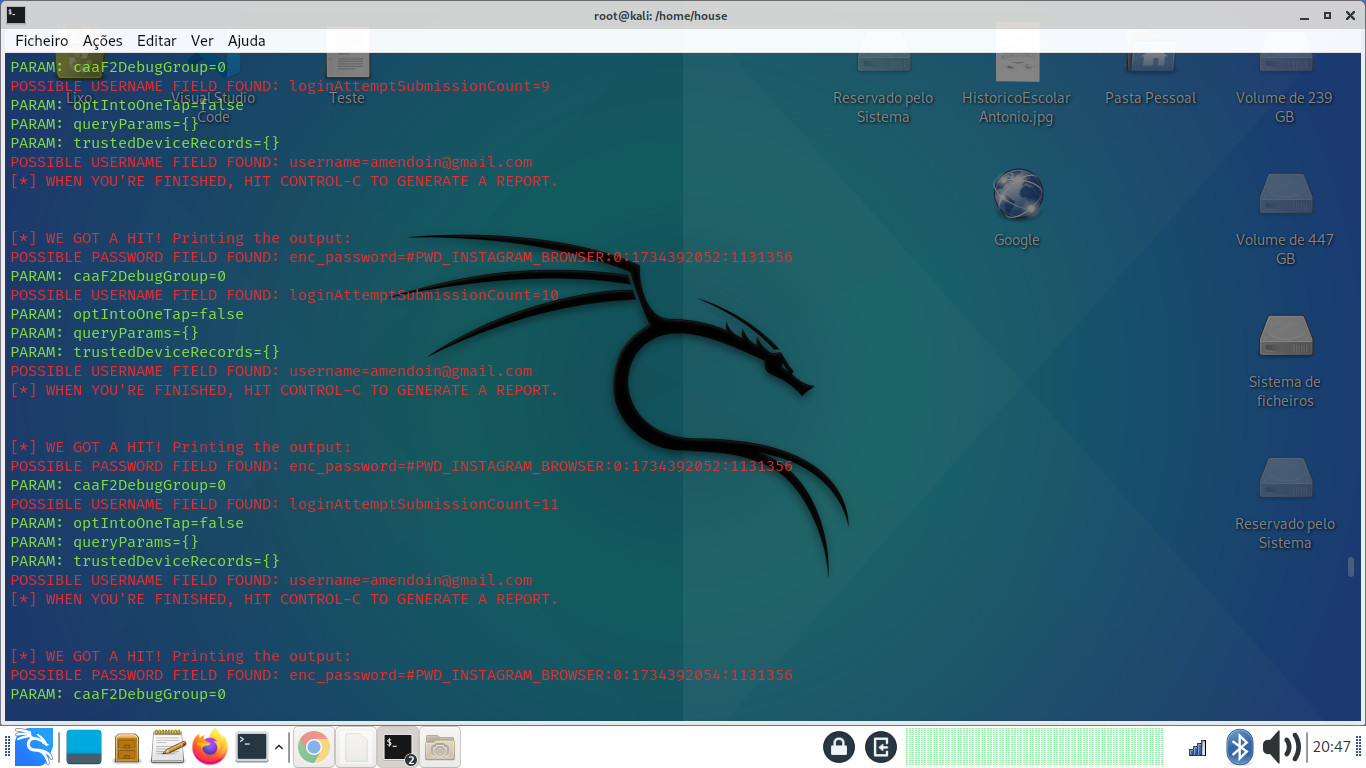 root@kali: /home/house
Ficheiro Ações Editar Ver Ajuda
PARAM: caaF2DebugGroup=0
POSSIBLE USERNAME FIELD FOUND: loginAttemptSubmissionCount=9
PARAM: optIntoOneTap=false
PARAM: queryParams={}
PARAM: trustedDeviceRecords={}
POSSIBLE USERNAME FIELD FOUND: username=amendoin@gmail.com
[*] WHEN YOU'RE FINISHED, HIT CONTROL-C TO GENERATE A REPORT.
[*] WE GOT A HIT! Printing the output:
POSSIBLE PASSWORD FIELD FOUND: enc_password=#PWD_INSTAGRAM_BROWSER:0:1734392052:1131356
PARAM: caaF2DebugGroup=0
POSSIBLE USERNAME FIELD FOUND: loginAttemptSubmissionCount=10
PARAM: optIntoOneTap=false
PARAM: queryParams={}
PARAM: trustedDeviceRecords={}
POSSIBLE USERNAME FIELD FOUND: username=amendoin@gmail.com
[*] WHEN YOU'RE FINISHED, HIT CONTROL-C TO GENERATE A REPORT.
[*] WE GOT A HIT! Printing the output:
POSSIBLE PASSWORD FIELD FOUND: enc_password=#PWD_INSTAGRAM_BROWSER:0:1734392052:1131356
PARAM: caaF2DebugGroup=0
POSSIBLE USERNAME FIELD FOUND: loginAttemptSubmissionCount=11
PARAM: optIntoOneTap=false
PARAM: queryParams={}
PARAM: trustedDeviceRecords={}
POSSIBLE USERNAME FIELD FOUND: username=amendoin@gmail.com
[*] WHEN YOU'RE FINISHED, HIT CONTROL-C TO GENERATE A REPORT.
[*] WE GOT A HIT! Printing the output:
POSSIBLE PASSWORD FIELD FOUND: enc_password=#PWD_INSTAGRAM_BROWSER:0:1734392054:1131356
PARAM: caaF2DebugGroup=0
Lixo
Visual Studio
Code
Teste
Reservado pelo
Sistema
HistoricoEscolar
Antonio.jpg
Pasta Pessoal
Volume de 239
GB
Google
Volume de 447
GB
Sistema de
ficheiros
Reservado pelo
Sistema
2
20:47